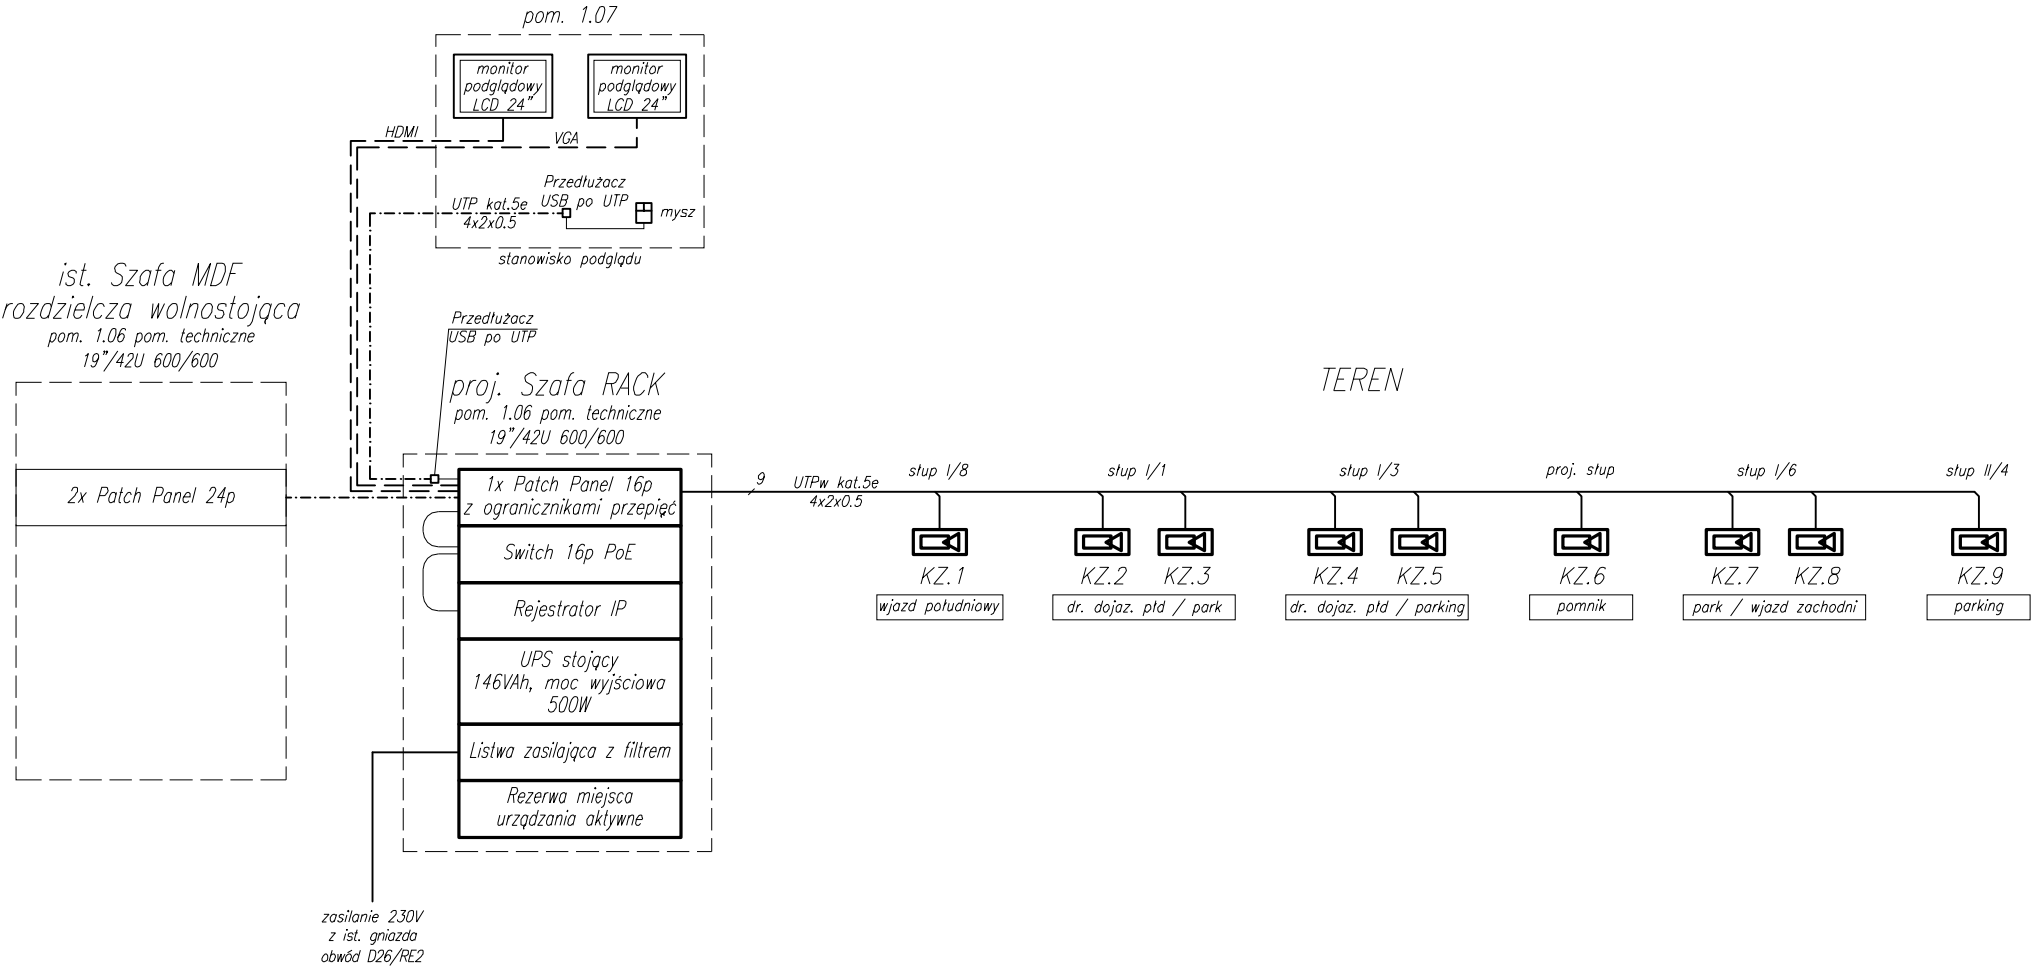 pom. 1.07
monitor
podglądowy
LCD 24"
monitor
podglądowy
LCD 24"
HDMI
VGA
Przedłużacz
USB po UTP
UTP kat.5e
4x2x0.5
mysz
stanowisko podglądu
ist. Szafa MDF
rozdzielcza wolnostojąca
pom. 1.06 pom. techniczne
19"/42U 600/600
2x Patch Panel 24p
Przedłużacz
USB po UTP
proj. Szafa RACK
pom. 1.06 pom. techniczne
19"/42U 600/600
1x Patch Panel 16p
z ogranicznikami przepięć
Switch 16p PoE
Rejestrator IP
UPS stojący
146VAh, moc wyjściowa
500W
Listwa zasilająca z filtrem
Rezerwa miejsca
urządzania aktywne
zasilanie 230V
z ist. gniazda
obwód D26/RE2
TEREN
9
UTPw kat.5e
4x2x0.5
słup I/8
słup I/1
słup I/3
proj. słup
słup I/6
słup II/4
KZ.1
KZ.2
KZ.3
KZ.4
KZ.5
KZ.6
KZ.7
KZ.8
KZ.9
wjazd południowy
dr. dojaz. płd / park
dr. dojaz. płd / parking
pomnik
park / wjazd zachodni
parking